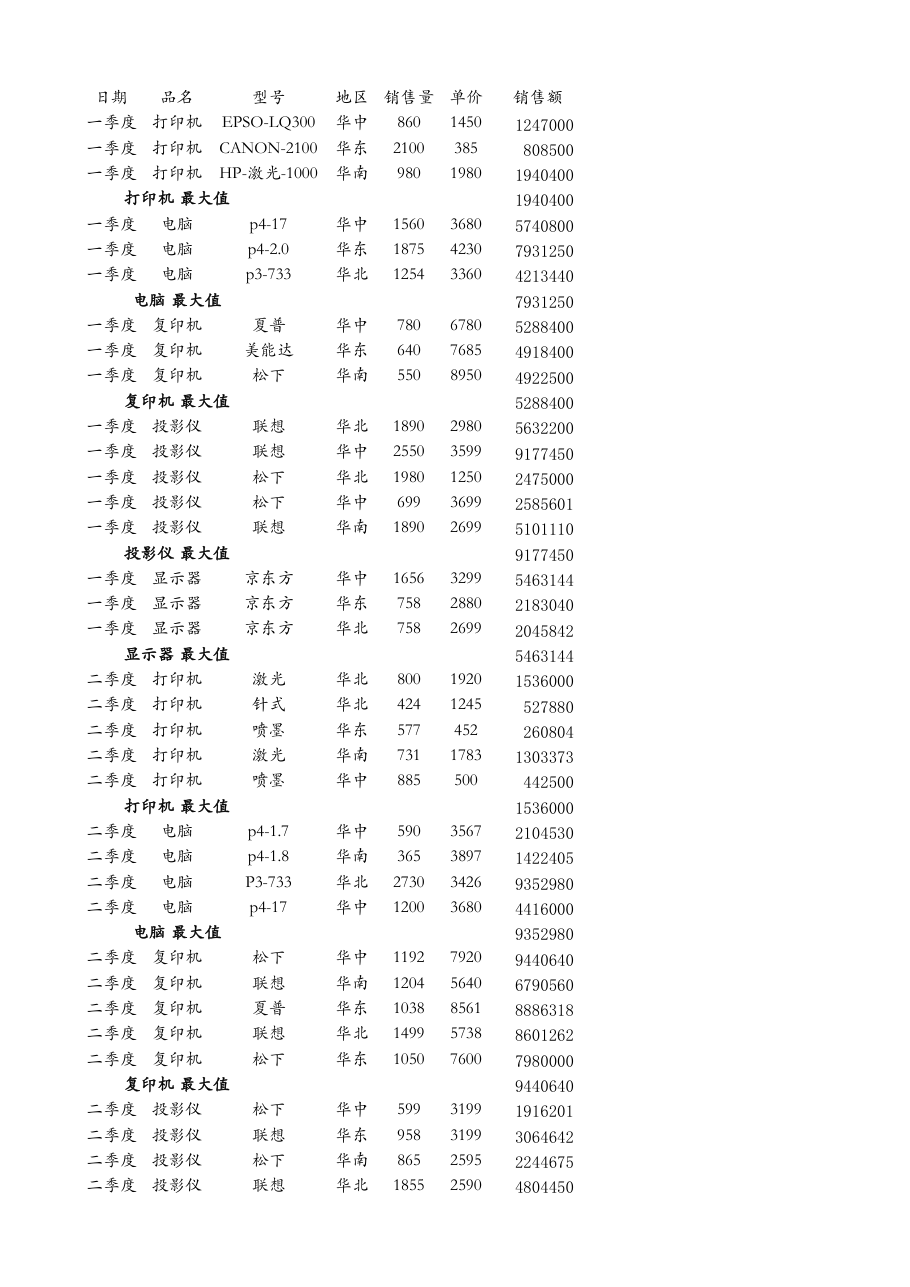 日期 品名 型号 地区 销售量 单价 销售额
一季度 打印机 EPSO-LQ300 华中 860 1450 1247000
一季度 打印机 CANON-2100 华东 2100 385 808500
一季度 打印机 HP-激光-1000 华南 980 1980 1940400
打印机 最大值 1940400
一季度 电脑 p4-17 华中 1560 3680 5740800
一季度 电脑 p4-2.0 华东 1875 4230 7931250
一季度 电脑 p3-733 华北 1254 3360 4213440
电脑 最大值 7931250
一季度 复印机 夏普 华中 780 6780 5288400
一季度 复印机 美能达 华东 640 7685 4918400
一季度 复印机 松下 华南 550 8950 4922500
复印机 最大值 5288400
一季度 投影仪 联想 华北 1890 2980 5632200
一季度 投影仪 联想 华中 2550 3599 9177450
一季度 投影仪 松下 华北 1980 1250 2475000
一季度 投影仪 松下 华中 699 3699 2585601
一季度 投影仪 联想 华南 1890 2699 5101110
投影仪 最大值 9177450
一季度 显示器 京东方 华中 1656 3299 5463144
一季度 显示器 京东方 华东 758 2880 2183040
一季度 显示器 京东方 华北 758 2699 2045842
显示器 最大值 5463144
二季度 打印机 激光 华北 800 1920 1536000
二季度 打印机 针式 华北 424 1245 527880
二季度 打印机 喷墨 华东 577 452 260804
二季度 打印机 激光 华南 731 1783 1303373
二季度 打印机 喷墨 华中 885 500 442500
打印机 最大值 1536000
二季度 电脑 p4-1.7 华中 590 3567 2104530
二季度 电脑 p4-1.8 华南 365 3897 1422405
二季度 电脑 P3-733 华北 2730 3426 9352980
二季度 电脑 p4-17 华中 1200 3680 4416000
电脑 最大值 9352980
二季度 复印机 松下 华中 1192 7920 9440640
二季度 复印机 联想 华南 1204 5640 6790560
二季度 复印机 夏普 华东 1038 8561 8886318
二季度 复印机 联想 华北 1499 5738 8601262
二季度 复印机 松下 华东 1050 7600 7980000
复印机 最大值 9440640
二季度 投影仪 松下 华中 599 3199 1916201
二季度 投影仪 联想 华东 958 3199 3064642
二季度 投影仪 松下 华南 865 2595 2244675
二季度 投影仪 联想 华北 1855 2590 4804450